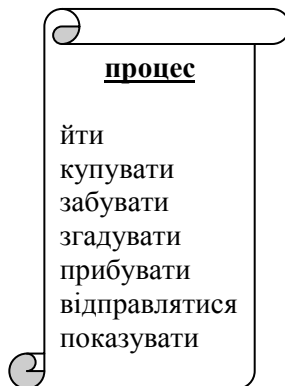 процес
йти
купувати
забувати
згадувати
прибувати
відправлятися
показувати